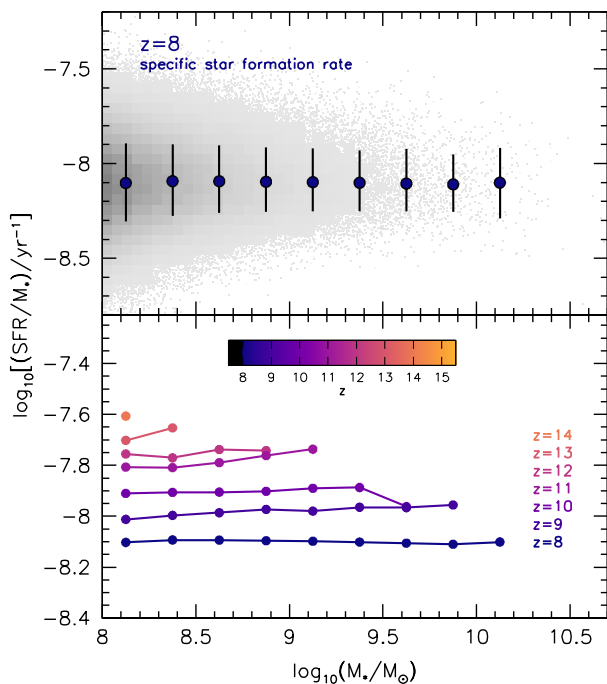 z=8
specific star formation rate
−7.5
−8
−8.5
log₁₀[(SFR/M*)/yr⁻¹]
8 9 10 11 12 13 14 15
z
−7.4
−7.6
−7.8
−8
−8.2
−8.4
z=14
z=13
z=12
z=11
z=10
z=9
z=8
8 8.5 9 9.5 10 10.5
log₁₀(M*/M⊙)